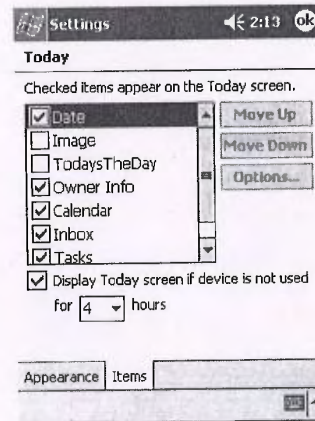 Settings 2:13 ok
Today
Checked items appear on the Today screen.
Date
Image
TodaysTheDay
Owner Info
Calendar
Inbox
Tasks
Move Up
Move Down
Options...
Display Today screen if device is not used
for 4 hours
Appearance Items